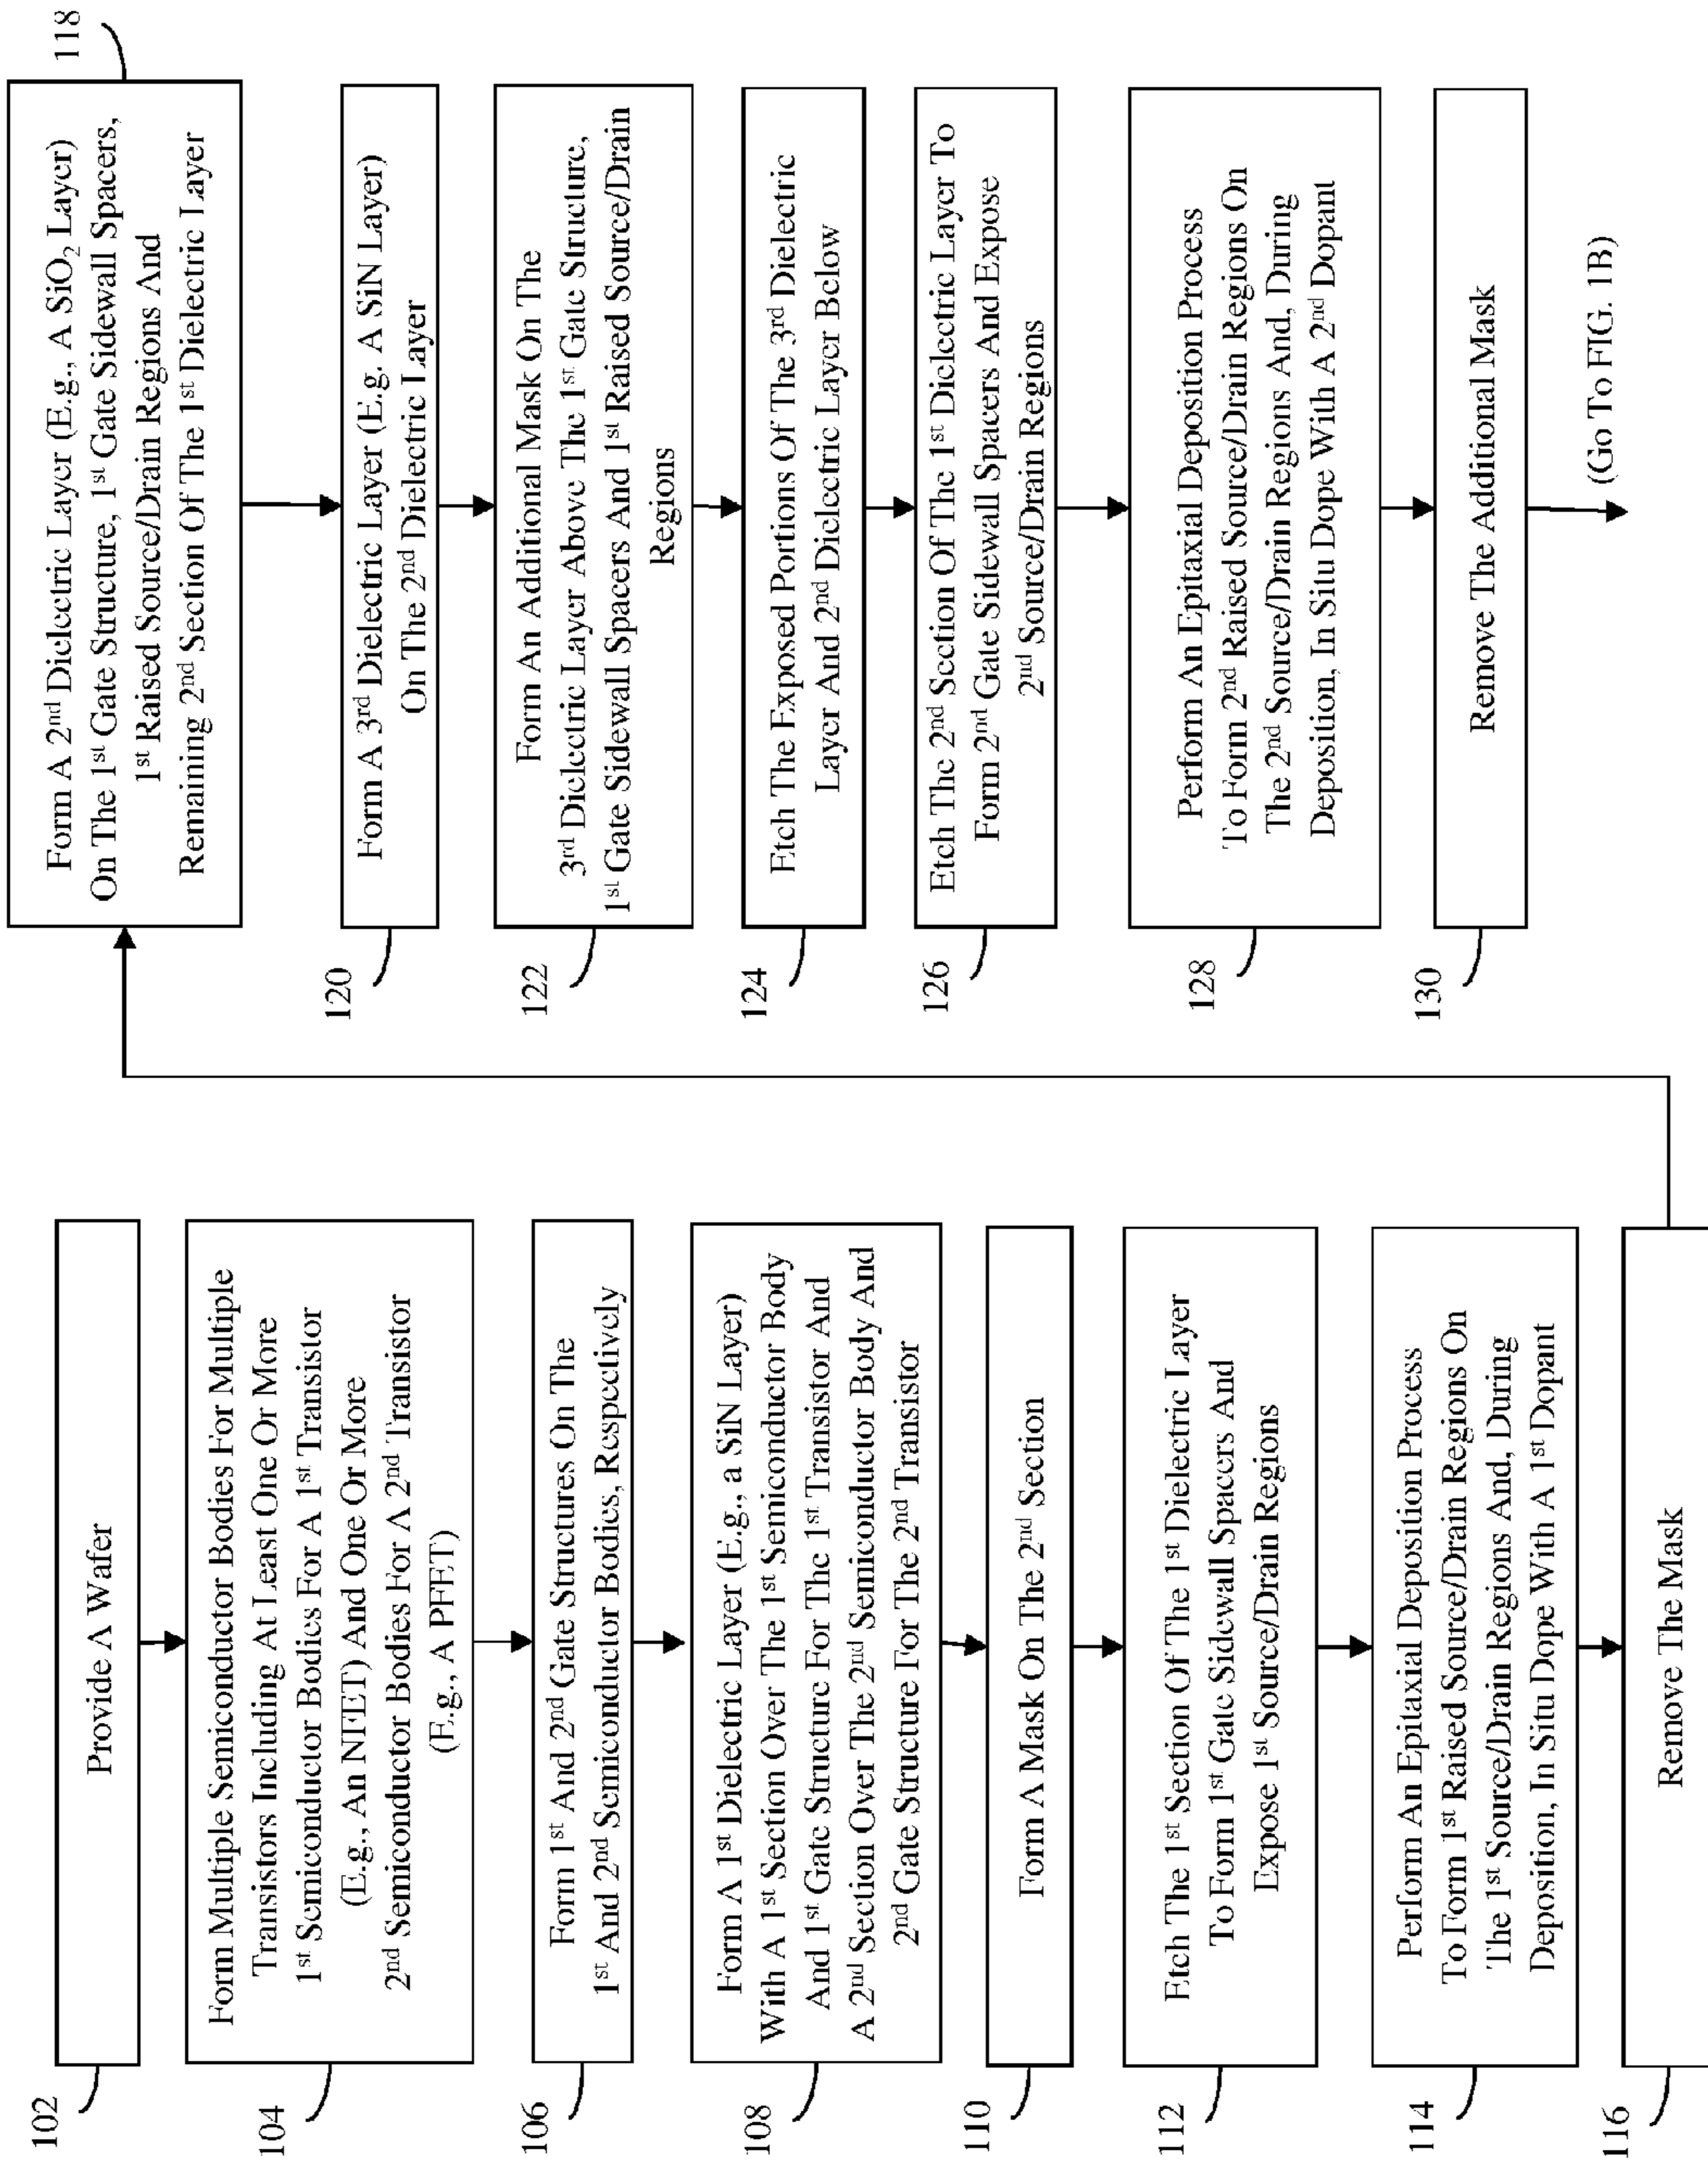 102
Provide A Wafer
104
Form Multiple Semiconductor Bodies For Multiple
Transistors Including At Least One Or More
1st Semiconductor Bodies For A 1st Transistor
(E.g., An NFET) And One Or More
2nd Semiconductor Bodies For A 2nd Transistor
(E.g., A PFET)
106
Form 1st And 2nd Gate Structures On The
1st And 2nd Semiconductor Bodies, Respectively
108
Form A 1st Dielectric Layer (E.g., a SiN Layer)
With A 1st Section Over The 1st Semiconductor Body
And 1st Gate Structure For The 1st Transistor And
A 2nd Section Over The 2nd Semiconductor Body And
2nd Gate Structure For The 2nd Transistor
110
Form A Mask On The 2nd Section
112
Etch The 1st Section Of The 1st Dielectric Layer
To Form 1st Gate Sidewall Spacers And
Expose 1st Source/Drain Regions
114
Perform An Epitaxial Deposition Process
To Form 1st Raised Source/Drain Regions On
The 1st Source/Drain Regions And, During
Deposition, In Situ Dope With A 1st Dopant
116
Remove The Mask
118
Form A 2nd Dielectric Layer (E.g., A SiO₂ Layer)
On The 1st Gate Structure, 1st Gate Sidewall Spacers,
1st Raised Source/Drain Regions And
Remaining 2nd Section Of The 1st Dielectric Layer
120
Form A 3rd Dielectric Layer (E.g. A SiN Layer)
On The 2nd Dielectric Layer
122
Form An Additional Mask On The
3rd Dielectric Layer Above The 1st Gate Structure,
1st Gate Sidewall Spacers And 1st Raised Source/Drain
Regions
124
Etch The Exposed Portions Of The 3rd Dielectric
Layer And 2nd Dielectric Layer Below
126
Etch The 2nd Section Of The 1st Dielectric Layer To
Form 2nd Gate Sidewall Spacers And Expose
2nd Source/Drain Regions
128
Perform An Epitaxial Deposition Process
To Form 2nd Raised Source/Drain Regions On
The 2nd Source/Drain Regions And, During
Deposition, In Situ Dope With A 2nd Dopant
130
Remove The Additional Mask
(Go To FIG. 1B)